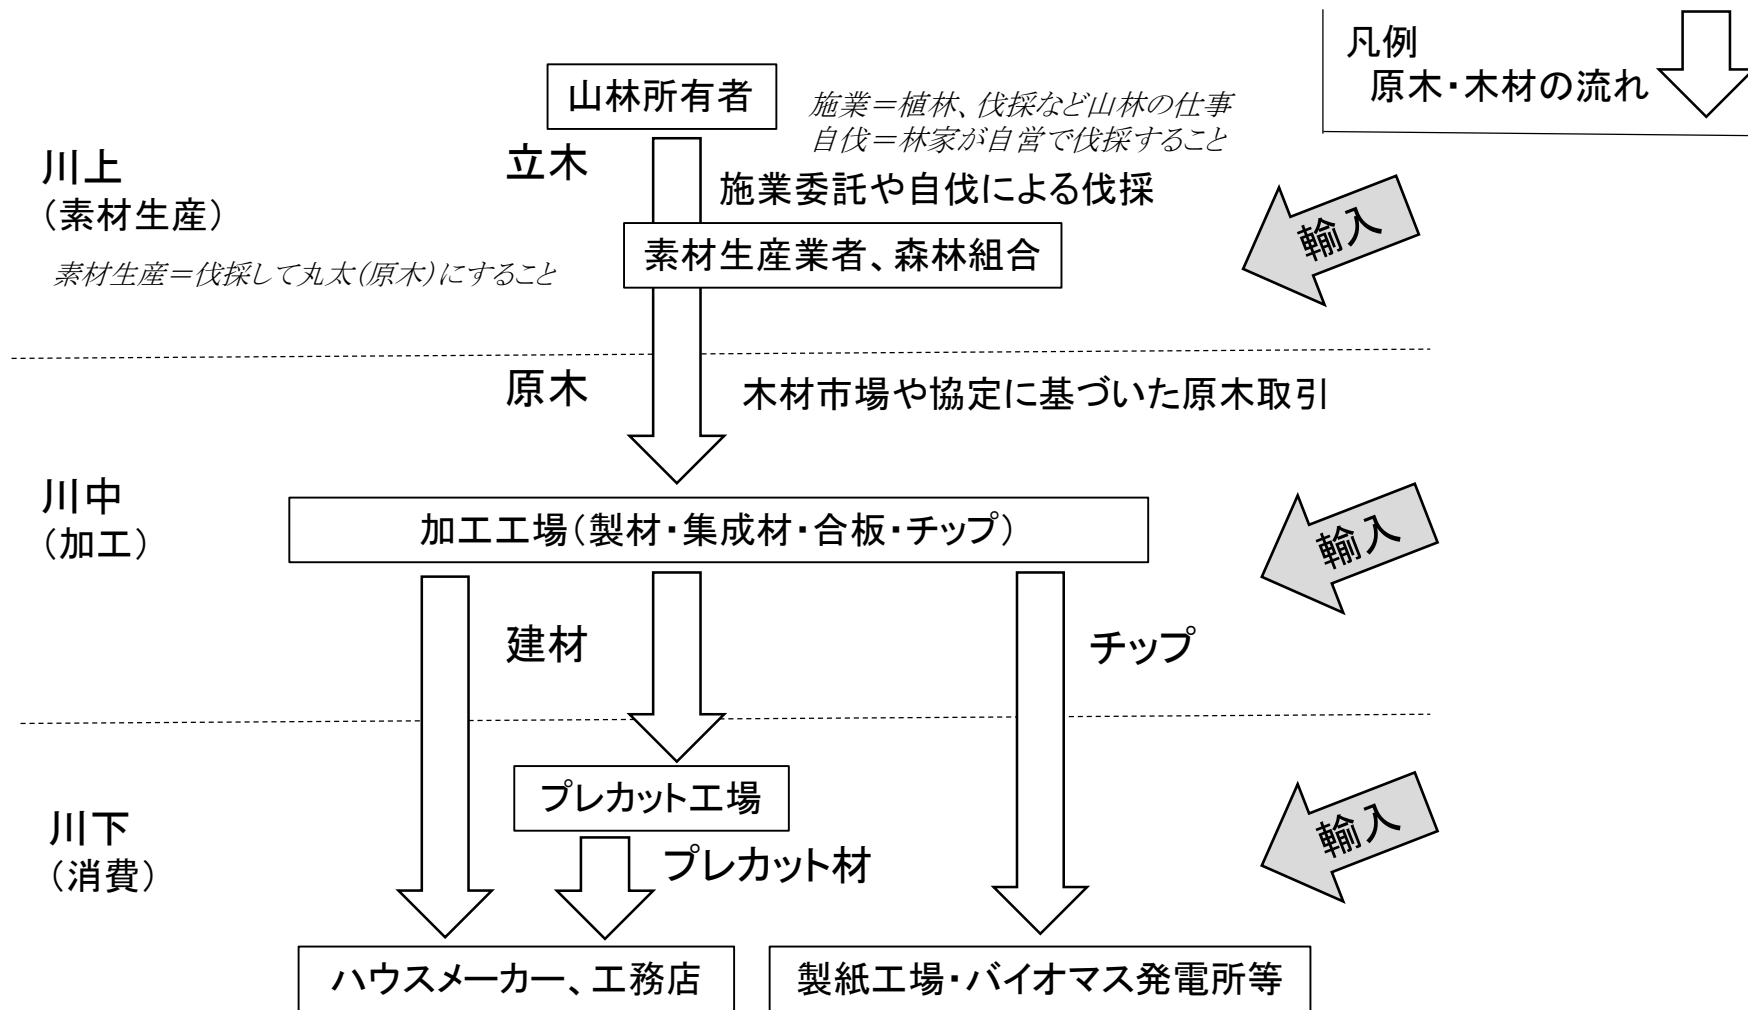 凡例
原木・木材の流れ
山林所有者
施業＝植林、伐採など山林の仕事
自伐＝林家が自営で伐採すること
川上
（素材生産）
立木
施業委託や自伐による伐採
輸入
素材生産業者、森林組合
素材生産＝伐採して丸太（原木）にすること
原木
木材市場や協定に基づいた原木取引
川中
（加工）
加工工場（製材・集成材・合板・チップ）
輸入
建材
チップ
プレカット工場
川下
（消費）
輸入
プレカット材
ハウスメーカー、工務店
製紙工場・バイオマス発電所等